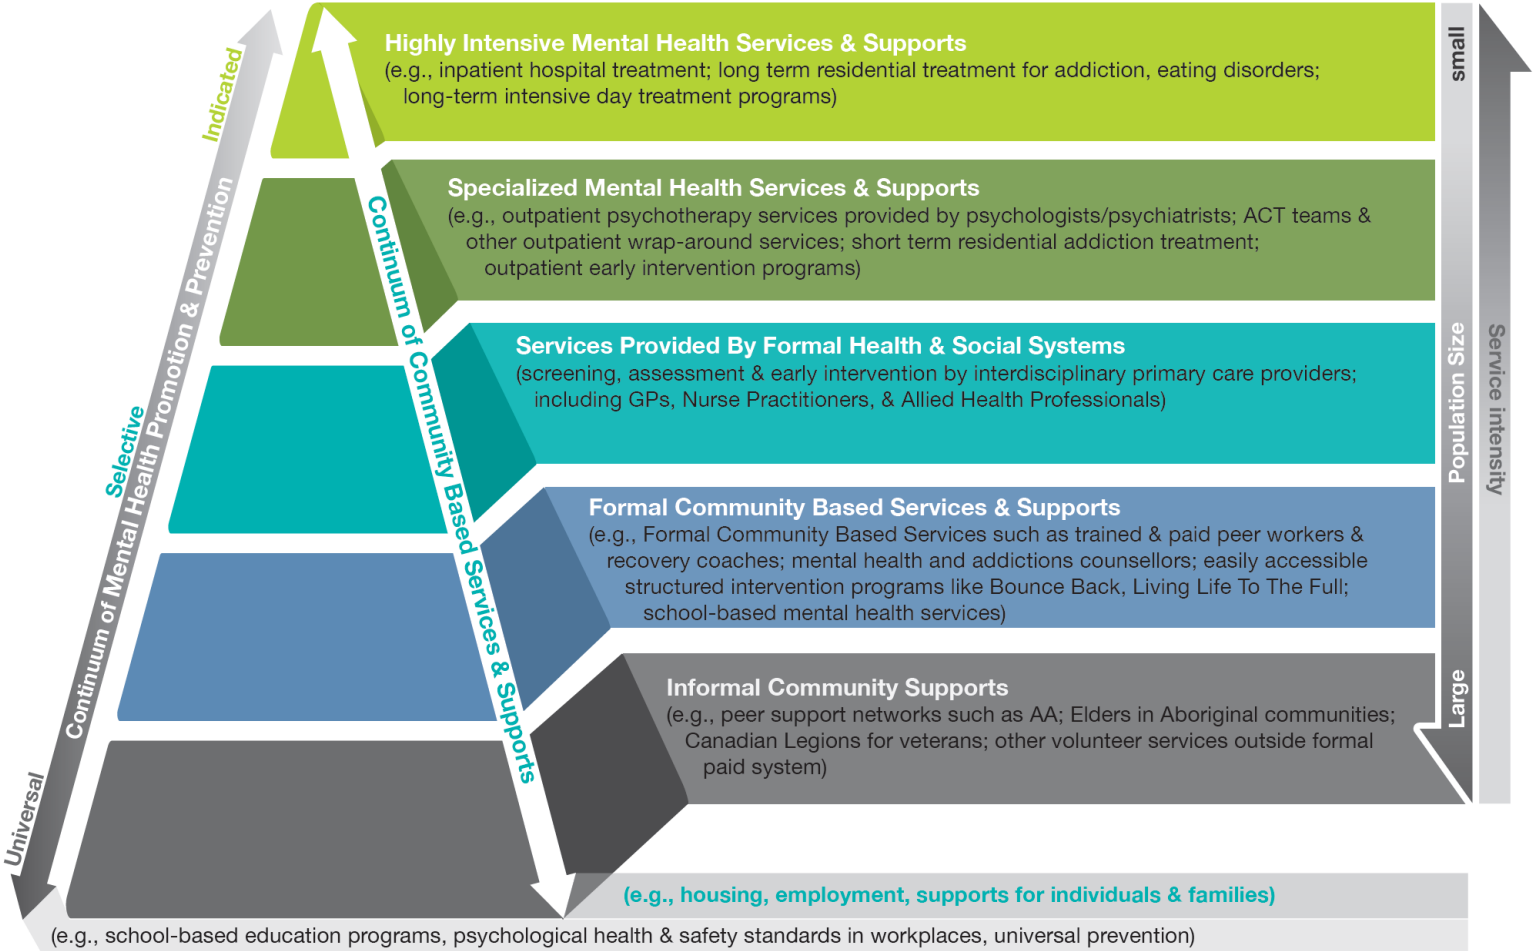 Highly Intensive Mental Health Services & Supports
(e.g., inpatient hospital treatment; long term residential treatment for addiction, eating disorders;
long-term intensive day treatment programs)
small
Indicated
Specialized Mental Health Services & Supports
(e.g., outpatient psychotherapy services provided by psychologists/psychiatrists; ACT teams &
other outpatient wrap-around services; short term residential addiction treatment;
outpatient early intervention programs)
Continuum of Mental Health Promotion & Prevention
Continuum of Community Based Services & Supports
Services Provided By Formal Health & Social Systems
(screening, assessment & early intervention by interdisciplinary primary care providers;
including GPs, Nurse Practitioners, & Allied Health Professionals)
Population Size
Service intensity
Selective
Formal Community Based Services & Supports
(e.g., Formal Community Based Services such as trained & paid peer workers &
recovery coaches; mental health and addictions counsellors; easily accessible
structured intervention programs like Bounce Back, Living Life To The Full;
school-based mental health services)
Informal Community Supports
(e.g., peer support networks such as AA; Elders in Aboriginal communities;
Canadian Legions for veterans; other volunteer services outside formal
paid system)
Large
Universal
(e.g., housing, employment, supports for individuals & families)
(e.g., school-based education programs, psychological health & safety standards in workplaces, universal prevention)